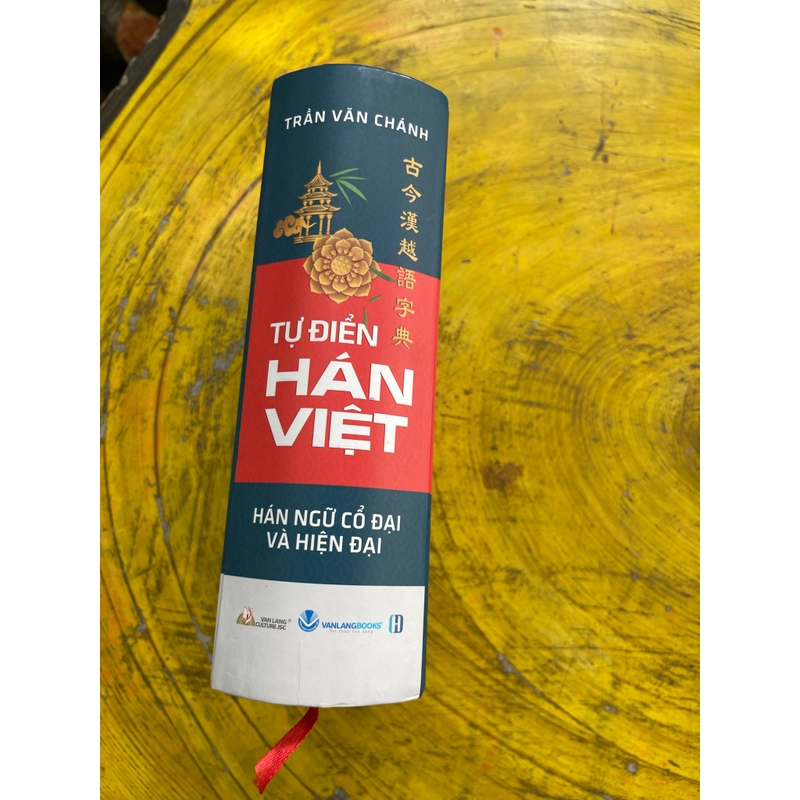 TRẦN VĂN CHÁNH
古今漢越語字典
TỰ ĐIỂN
HÁN
VIỆT
HÁN NGỮ CỔ ĐẠI
VÀ HIỆN ĐẠI
VAN LANG®
CULTURE.JSC
VANLANGBOOKS®